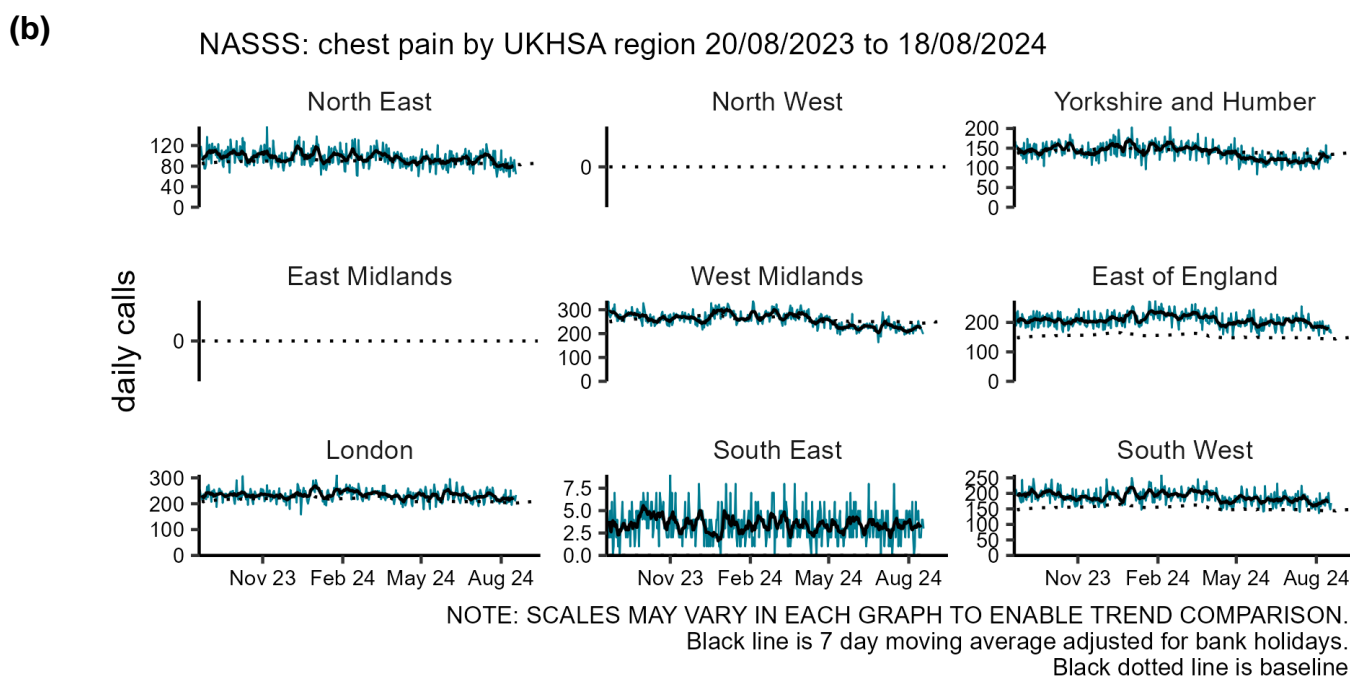 (b)
NASSS: chest pain by UKHSA region 20/08/2023 to 18/08/2024
North East
North West
Yorkshire and Humber
120
80
40
0
0
200
150
100
50
0
daily calls
East Midlands
West Midlands
East of England
0
300
200
100
0
200
100
0
London
South East
South West
300
200
100
0
7.5
5.0
2.5
0.0
250
200
150
100
50
0
Nov 23 Feb 24 May 24 Aug 24
Nov 23 Feb 24 May 24 Aug 24
Nov 23 Feb 24 May 24 Aug 24
NOTE: SCALES MAY VARY IN EACH GRAPH TO ENABLE TREND COMPARISON.
Black line is 7 day moving average adjusted for bank holidays.
Black dotted line is baseline